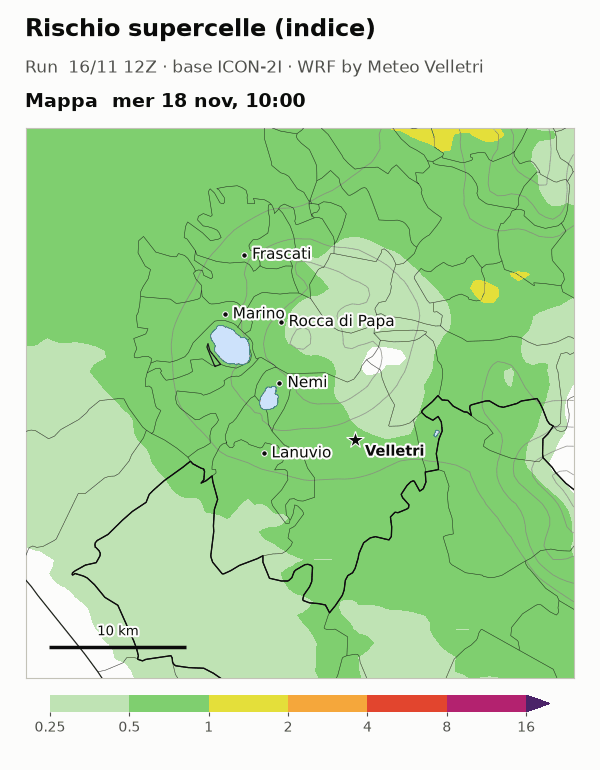 Rischio supercelle (indice)
Run 16/11 12Z · base ICON-2I · WRF by Meteo Velletri
Mappa mer 18 nov, 10:00
Frascati
Marino
Rocca di Papa
Nemi
Velletri
Lanuvio
10 km
0.25 0.5 1 2 4 8 16